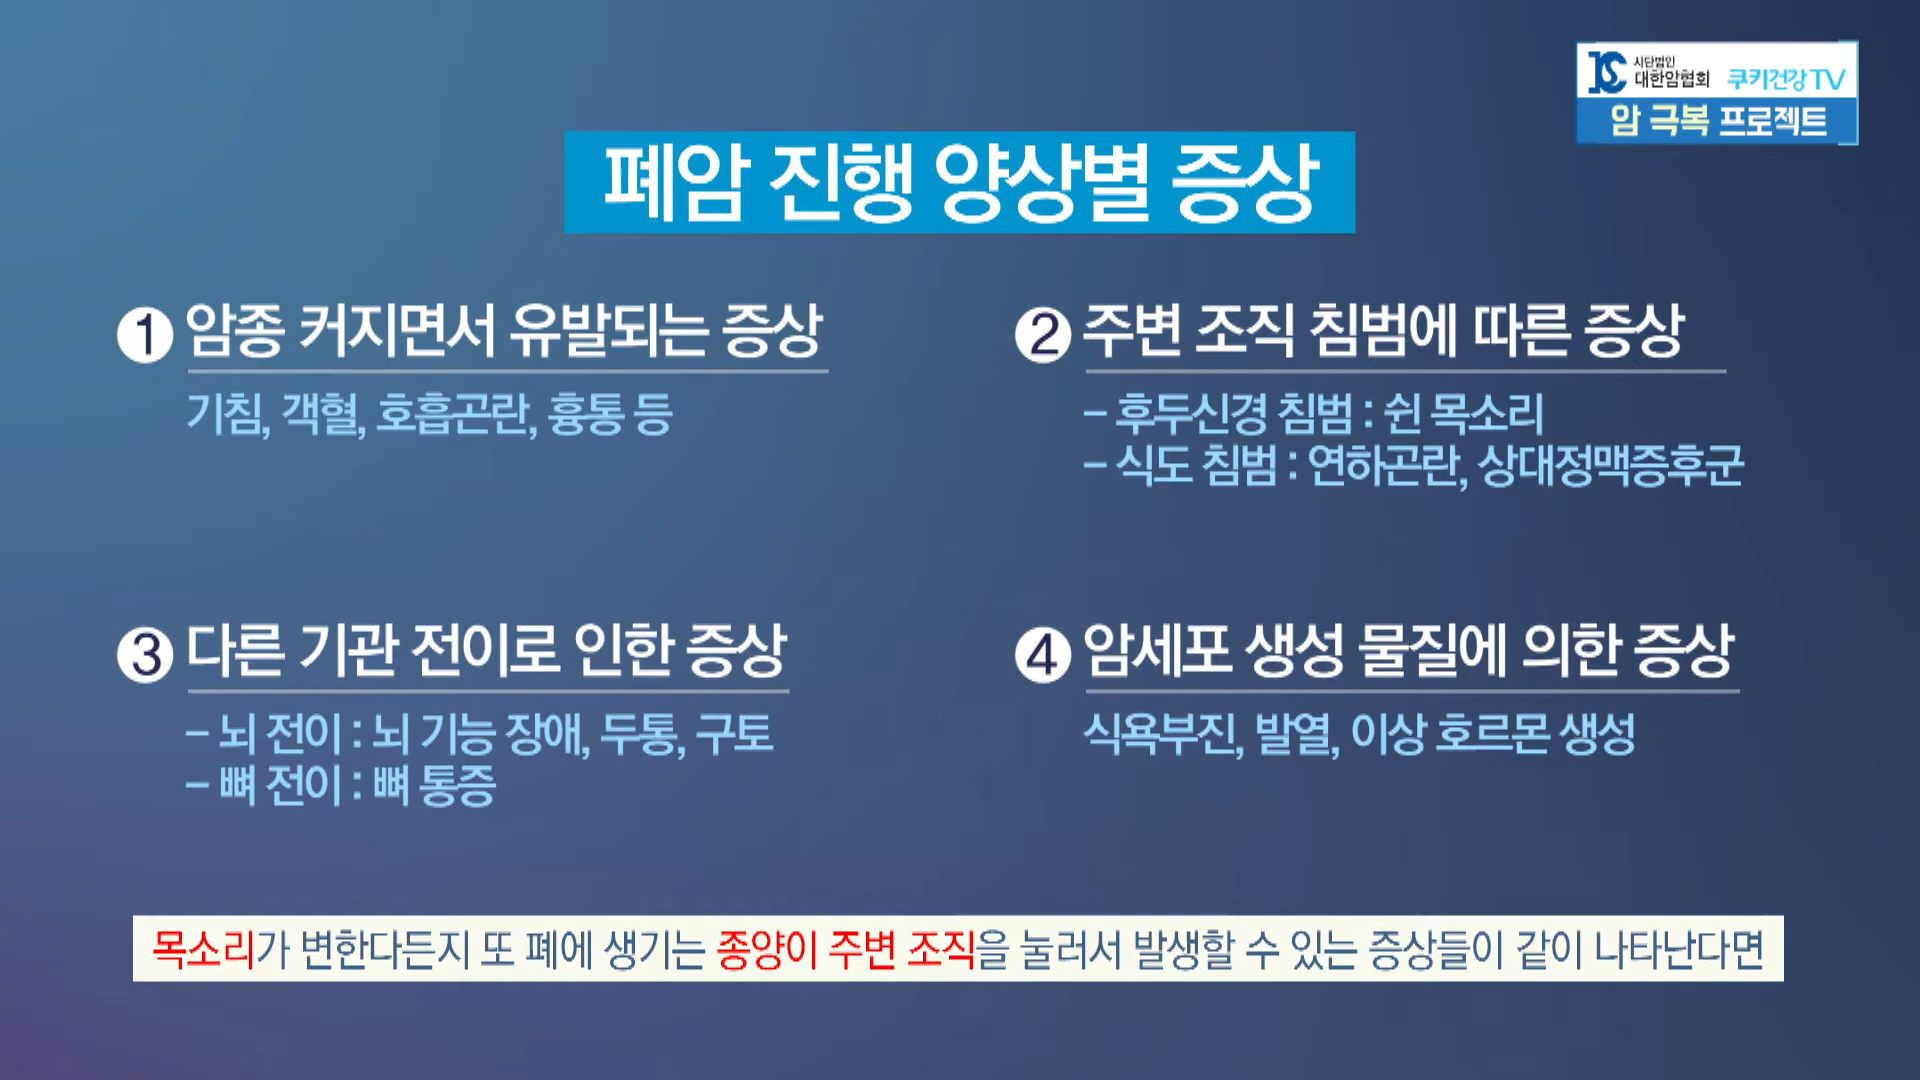 사단법인
대한암협회 쿠키건강TV
암 극복 프로젝트
폐암 진행 양상별 증상
1 암종 커지면서 유발되는 증상
기침, 객혈, 호흡곤란, 흉통 등
2 주변 조직 침범에 따른 증상
– 후두신경 침범 : 쉰 목소리
– 식도 침범 : 연하곤란, 상대정맥증후군
3 다른 기관 전이로 인한 증상
– 뇌 전이 : 뇌 기능 장애, 두통, 구토
– 뼈 전이 : 뼈 통증
4 암세포 생성 물질에 의한 증상
식욕부진, 발열, 이상 호르몬 생성
목소리가 변한다든지 또 폐에 생기는 종양이 주변 조직을 눌러서 발생할 수 있는 증상들이 같이 나타난다면